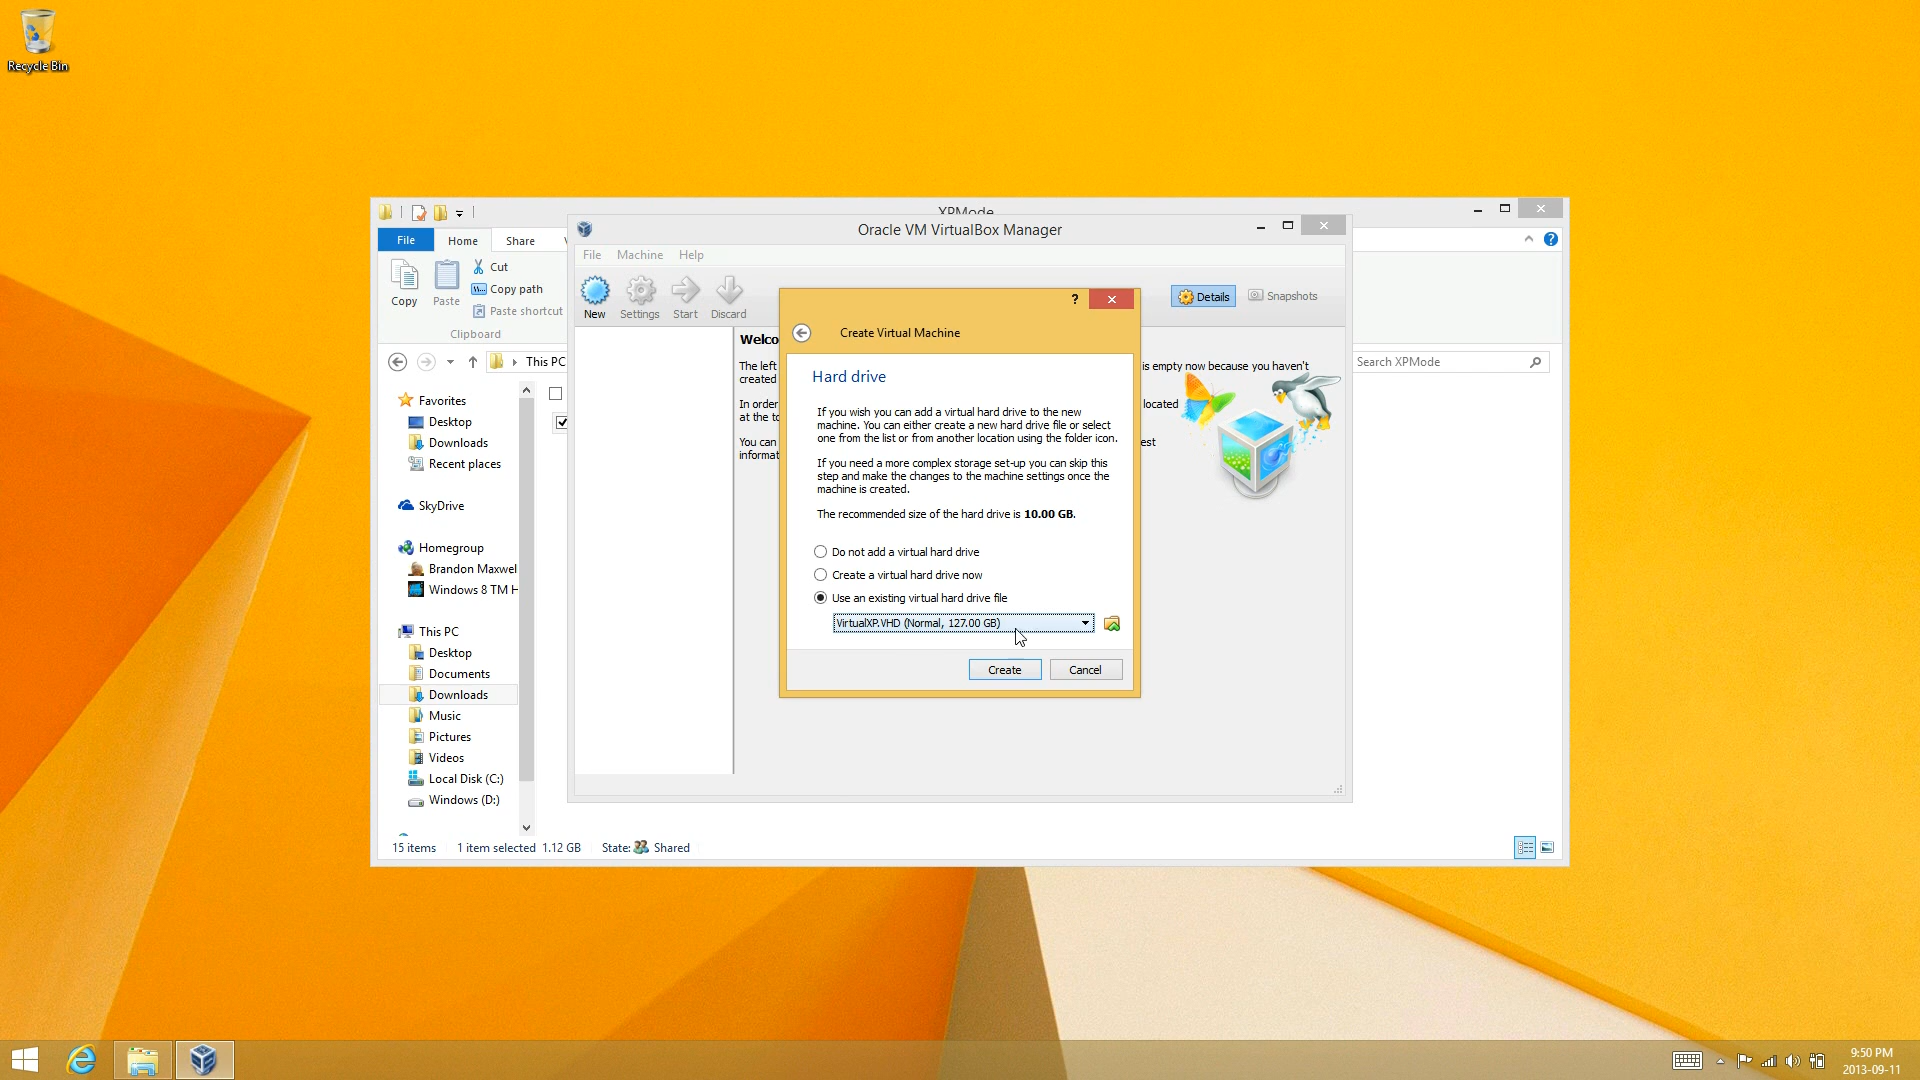 Recycle Bin
XPMode
File
Home
Share
Copy
Paste
Cut
Copy path
Paste shortcut
Clipboard
This PC
Search XPMode
Favorites
Desktop
Downloads
Recent places
SkyDrive
Homegroup
Brandon Maxwel
Windows 8 TM H
This PC
Desktop
Documents
Downloads
Music
Pictures
Videos
Local Disk (C:)
Windows (D:)
15 items 1 item selected 1.12 GB State: Shared
Oracle VM VirtualBox Manager
File Machine Help
New Settings Start Discard
Details Snapshots
Welco
The left
is empty now because you haven't
created
In order
located
at the to
You can
est
informat
?
Create Virtual Machine
Hard drive
If you wish you can add a virtual hard drive to the new
machine. You can either create a new hard drive file or select
one from the list or from another location using the folder icon.
If you need a more complex storage set-up you can skip this
step and make the changes to the machine settings once the
machine is created.
The recommended size of the hard drive is 10.00 GB.
Do not add a virtual hard drive
Create a virtual hard drive now
Use an existing virtual hard drive file
VirtualXP.VHD (Normal, 127.00 GB)
Create Cancel
9:50 PM
2013-09-11